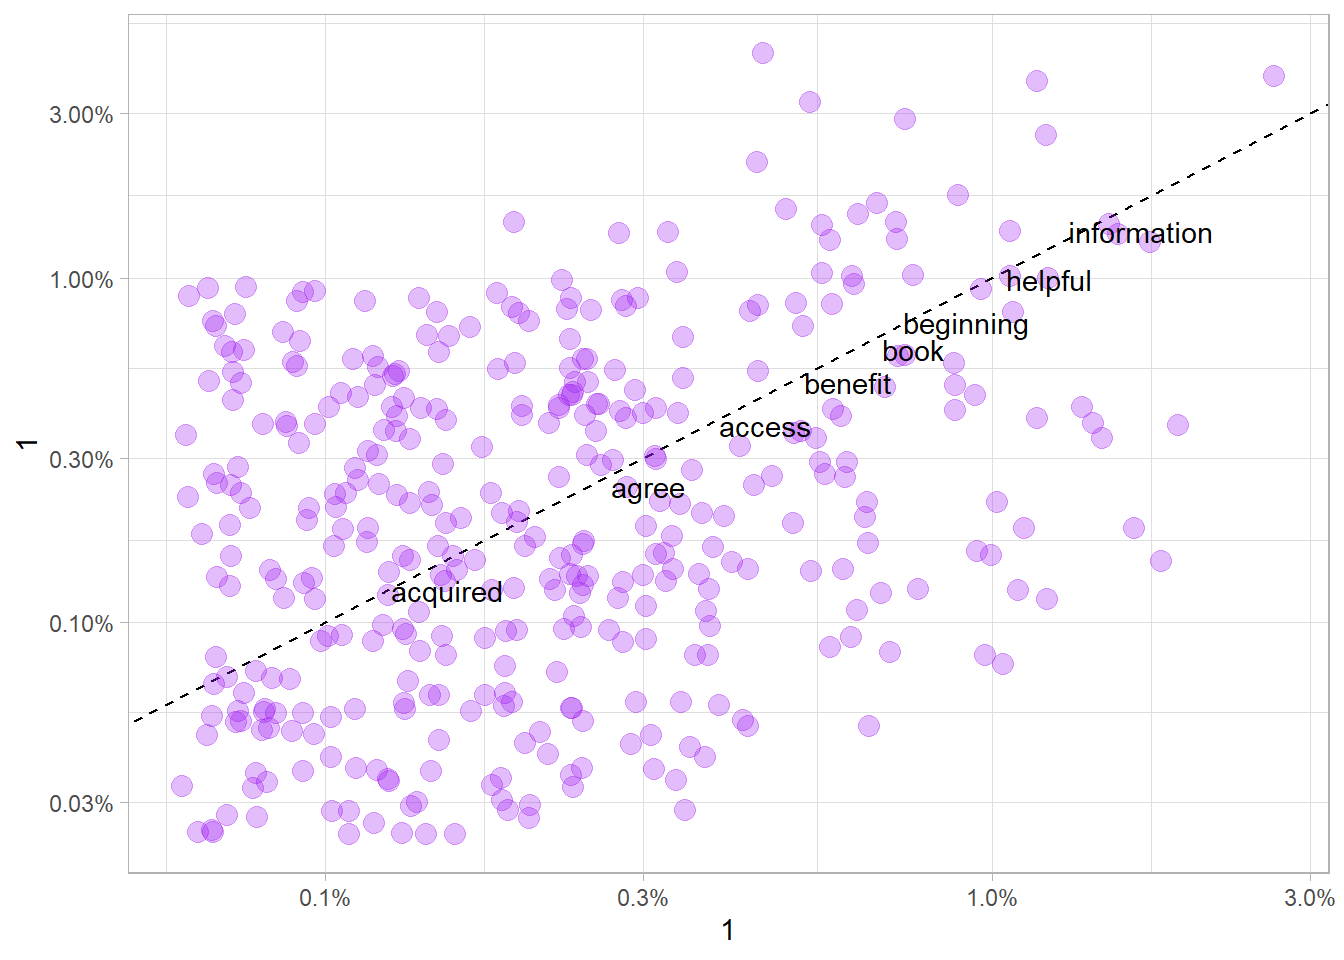 3.00%
1.00%
0.30%
0.10%
0.03%
1
information
helpful
beginning
book
benefit
access
agree
acquired
0.1% 0.3% 1.0% 3.0%
1